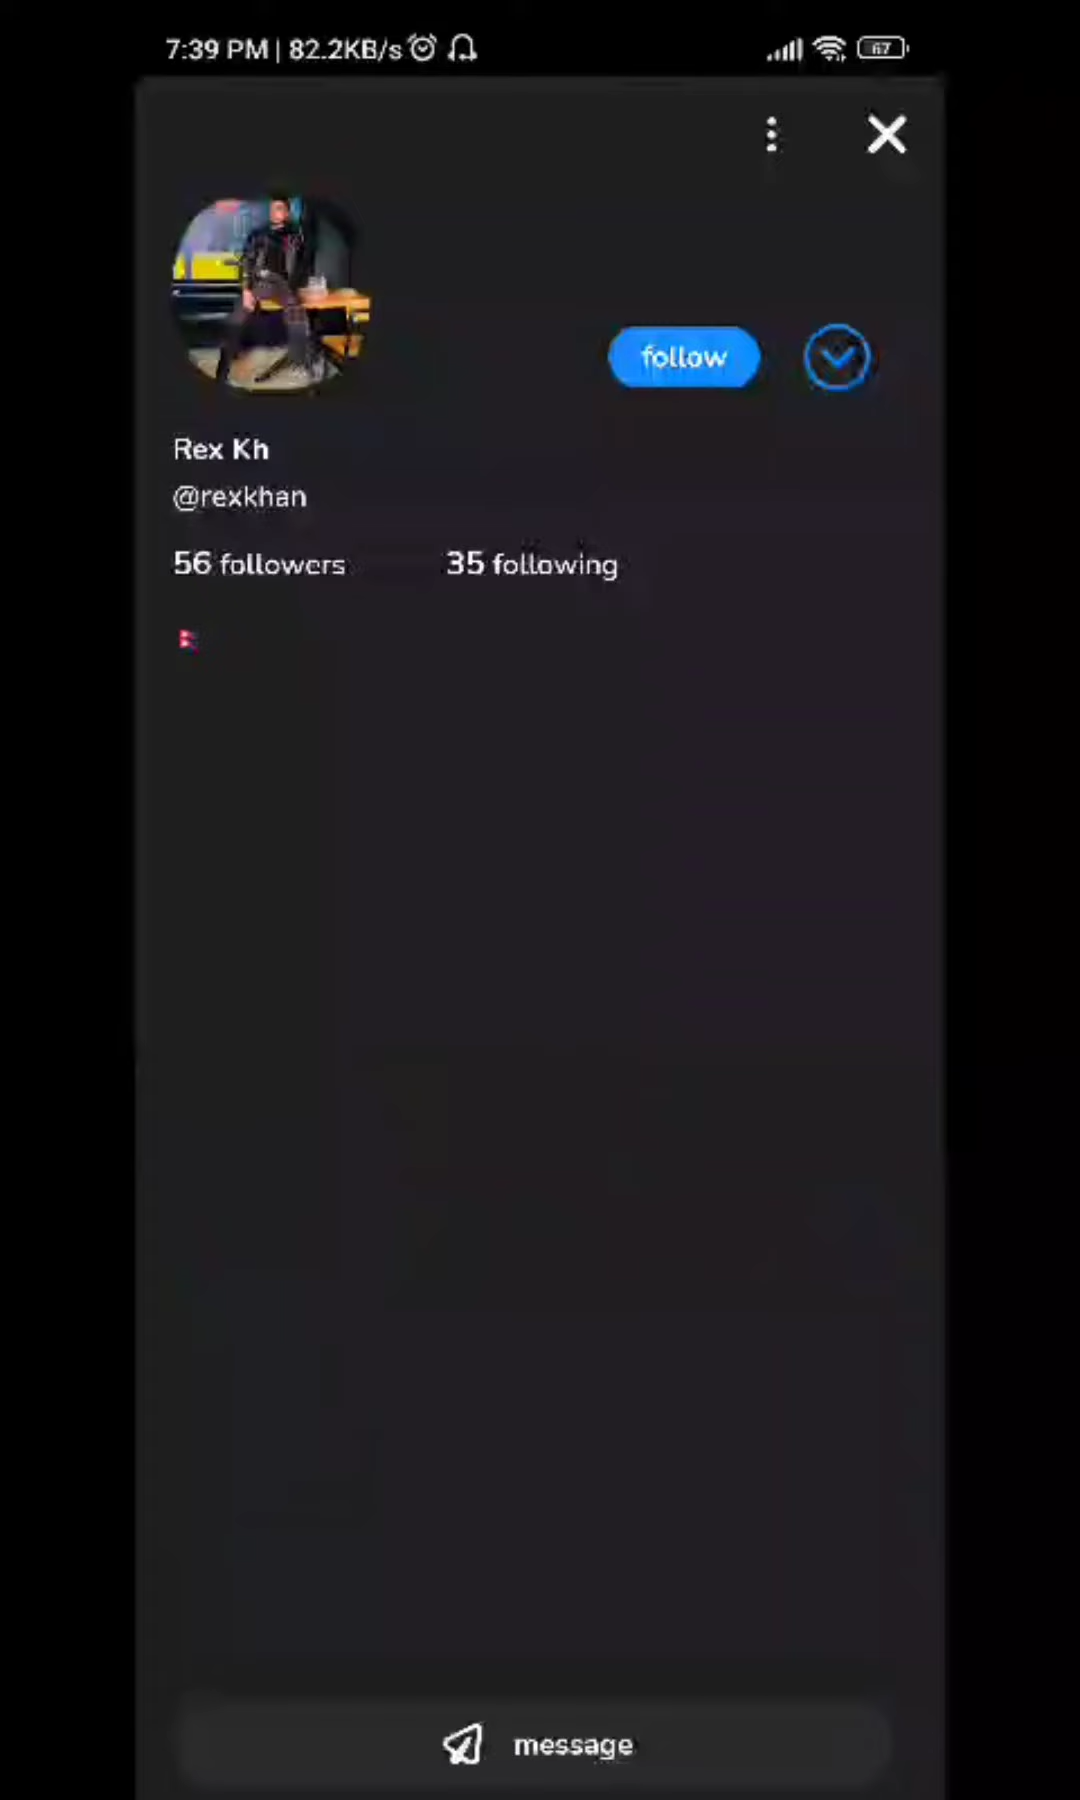 7:39 PM | 82.2KB/s
67
follow
Rex Kh
@rexkhan
56 followers 35 following
🇳🇵
message